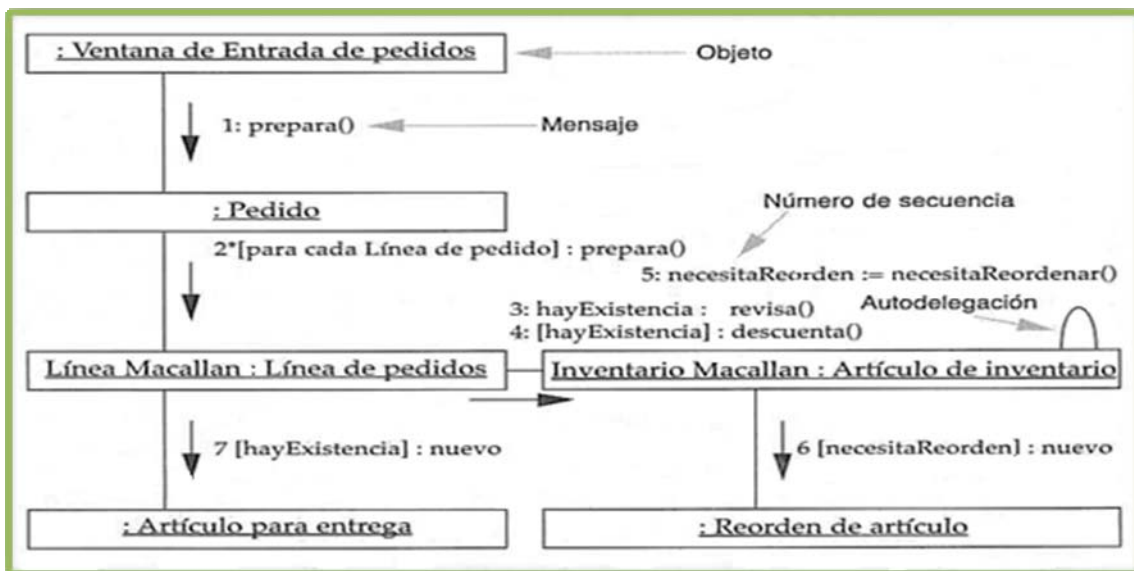 : Ventana de Entrada de pedidos
Objeto
1: prepara()
Mensaje
: Pedido
Número de secuencia
2*[para cada Línea de pedido] : prepara()
5: necesitaReorden := necesitaReordenar()
3: hayExistencia : revisa()
Autodelegación
4: [hayExistencia] : descuenta()
Línea Macallan : Línea de pedidos
Inventario Macallan : Artículo de inventario
7 [hayExistencia] : nuevo
6 [necesitaReorden] : nuevo
: Artículo para entrega
: Reorden de artículo